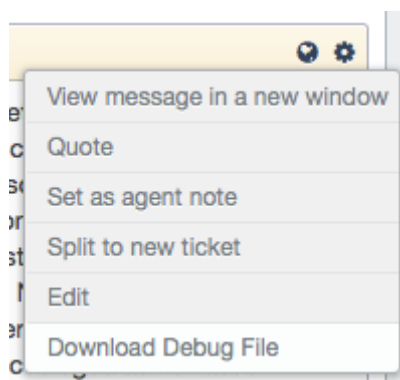 View message in a new window
Quote
Set as agent note
Split to new ticket
Edit
Download Debug File